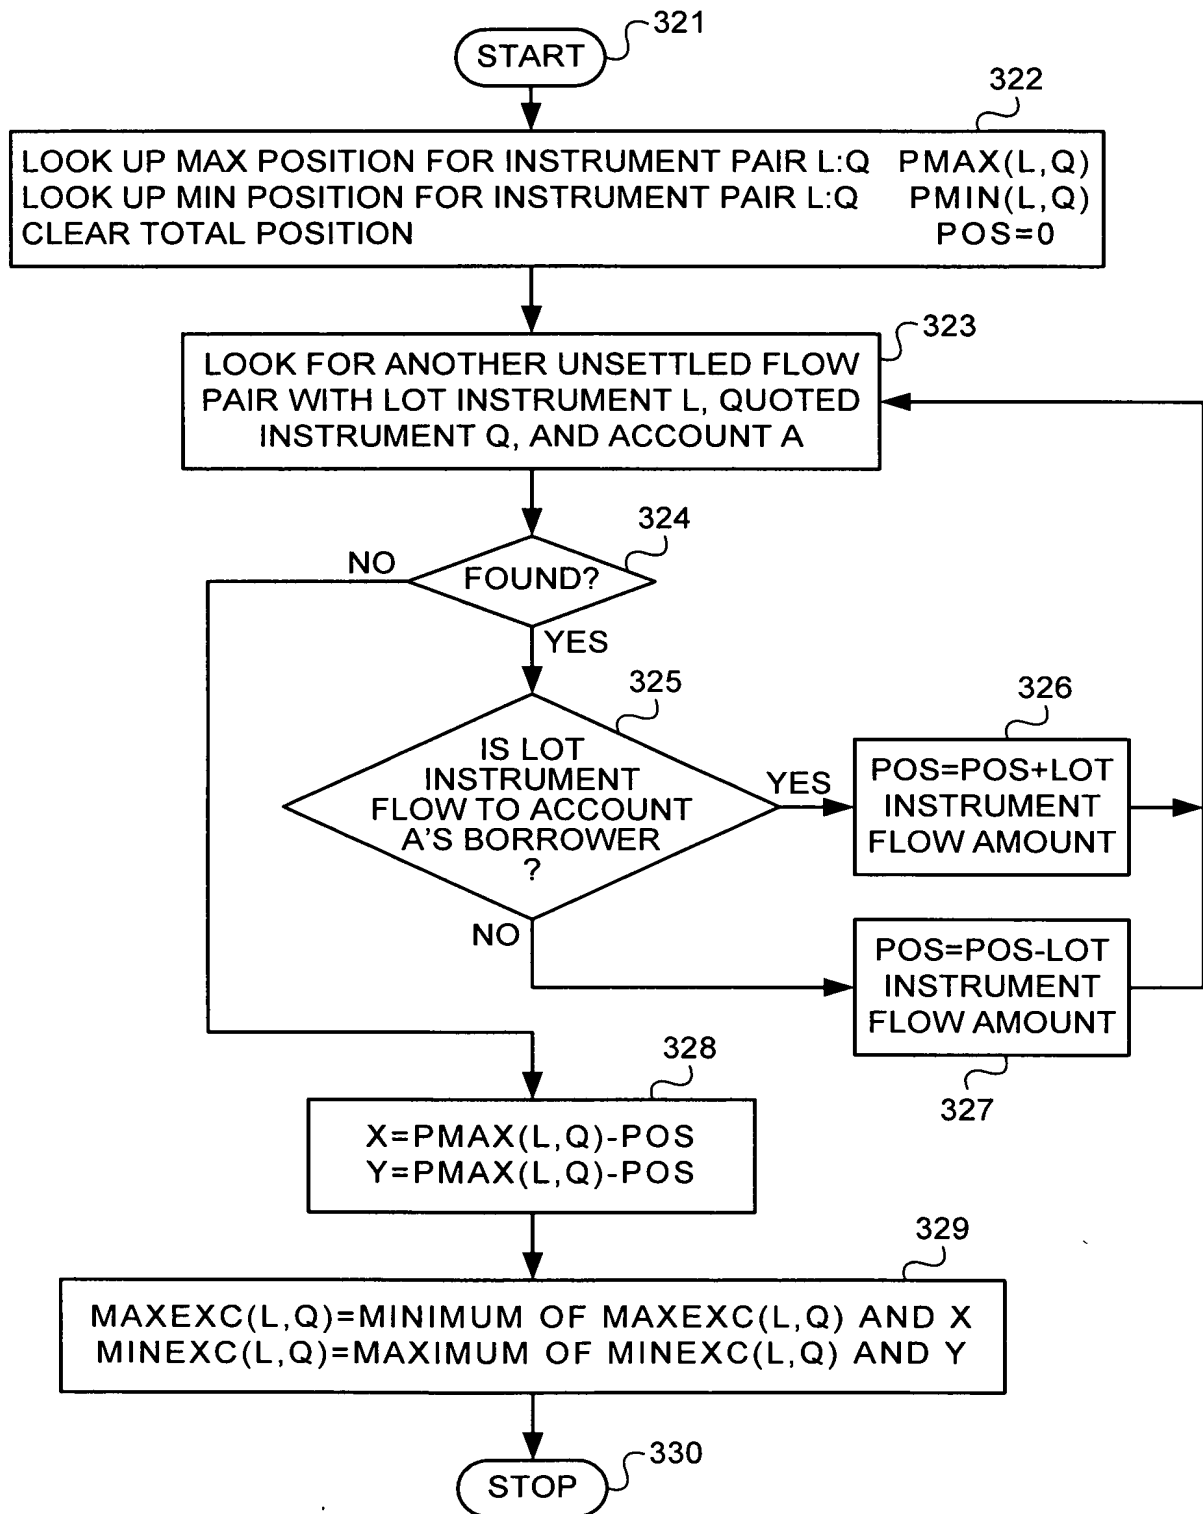 321
START
322
LOOK UP MAX POSITION FOR INSTRUMENT PAIR L:Q PMAX(L,Q)
LOOK UP MIN POSITION FOR INSTRUMENT PAIR L:Q PMIN(L,Q)
CLEAR TOTAL POSITION POS=0
323
LOOK FOR ANOTHER UNSETTLED FLOW
PAIR WITH LOT INSTRUMENT L, QUOTED
INSTRUMENT Q, AND ACCOUNT A
324
NO
FOUND?
YES
325
IS LOT
INSTRUMENT
FLOW TO ACCOUNT
A'S BORROWER
?
YES
326
POS=POS+LOT
INSTRUMENT
FLOW AMOUNT
NO
POS=POS-LOT
INSTRUMENT
FLOW AMOUNT
327
328
X=PMAX(L,Q)-POS
Y=PMAX(L,Q)-POS
329
MAXEXC(L,Q)=MINIMUM OF MAXEXC(L,Q) AND X
MINEXC(L,Q)=MAXIMUM OF MINEXC(L,Q) AND Y
330
STOP